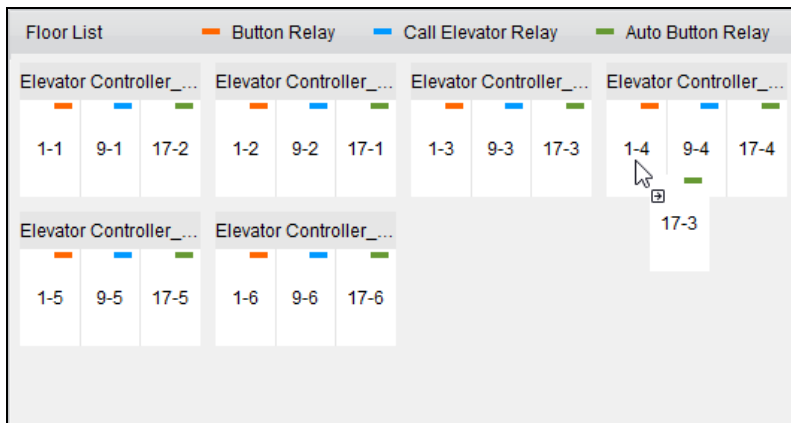 Floor List Button Relay Call Elevator Relay Auto Button Relay
Elevator Controller_... Elevator Controller_... Elevator Controller_... Elevator Controller_...
1-1 9-1 17-2 1-2 9-2 17-1 1-3 9-3 17-3 1-4 9-4 17-4
17-3
Elevator Controller_... Elevator Controller_...
1-5 9-5 17-5 1-6 9-6 17-6